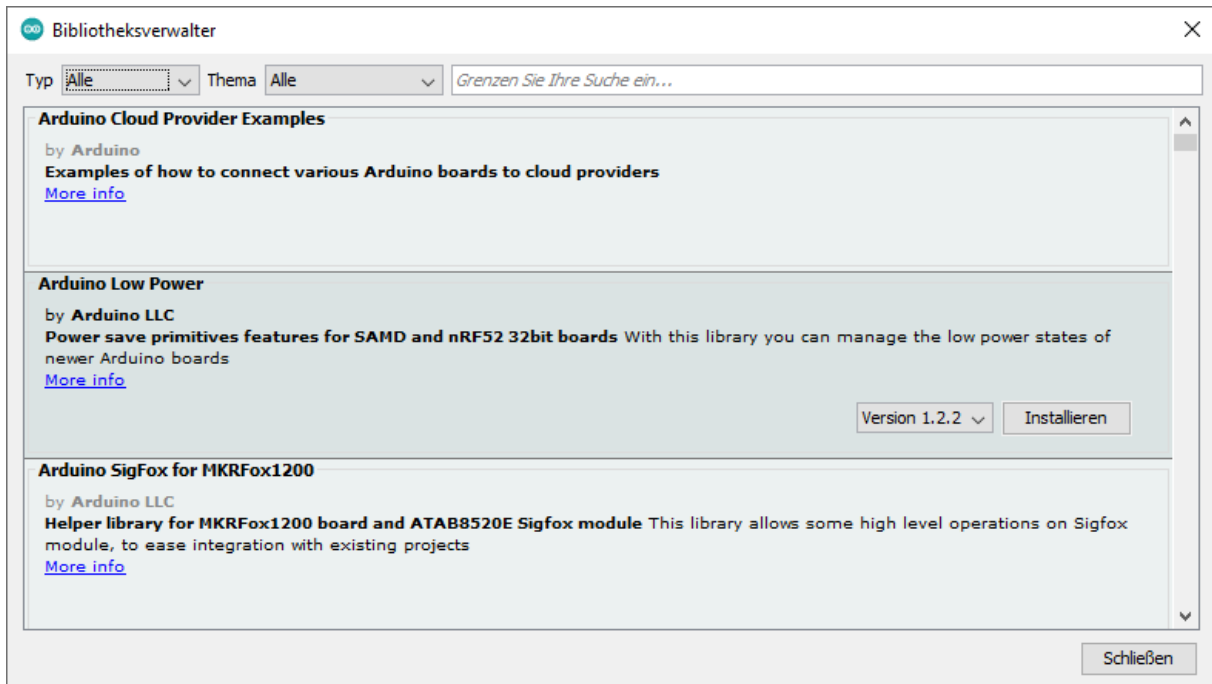 Bibliotheksverwalter
Typ Alle Thema Alle Grenzen Sie Ihre Suche ein...
Arduino Cloud Provider Examples
by Arduino
Examples of how to connect various Arduino boards to cloud providers
More info
Arduino Low Power
by Arduino LLC
Power save primitives features for SAMD and nRF52 32bit boards With this library you can manage the low power states of
newer Arduino boards
More info
Version 1.2.2 Installieren
Arduino SigFox for MKRFox1200
by Arduino LLC
Helper library for MKRFox1200 board and ATAB8520E Sigfox module This library allows some high level operations on Sigfox
module, to ease integration with existing projects
More info
Schließen